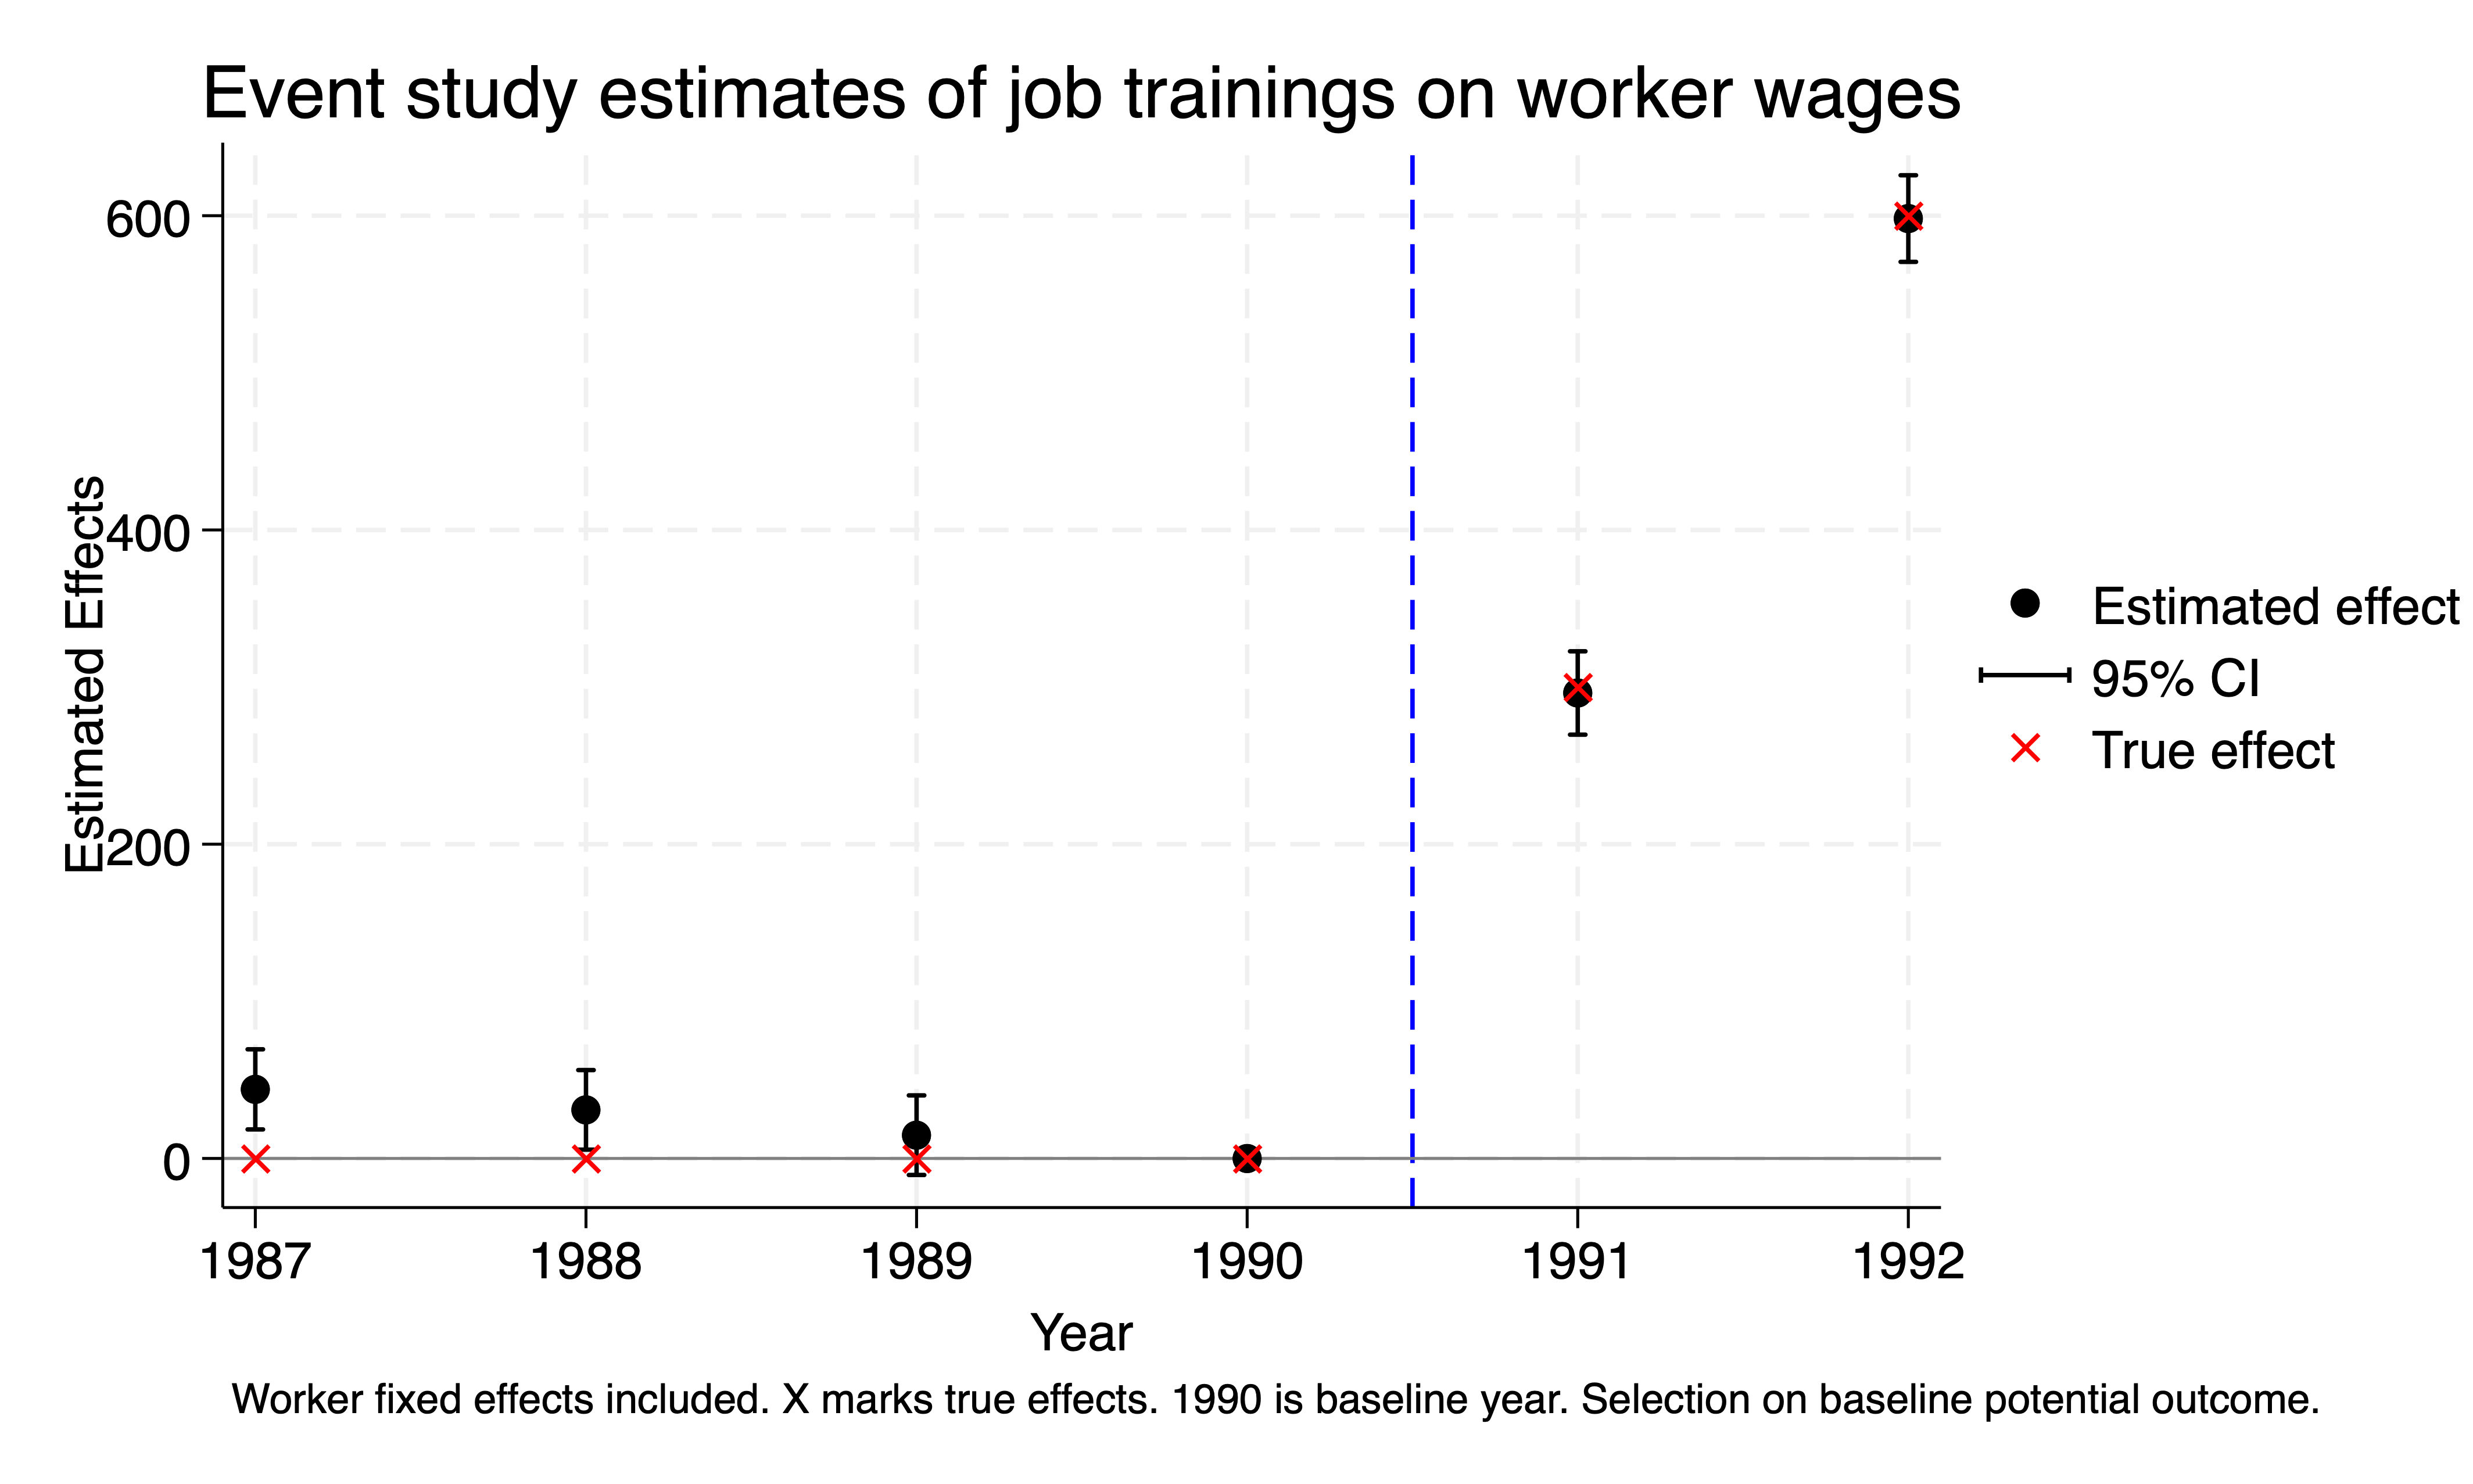 Event study estimates of job trainings on worker wages
Estimated Effects
600
400
200
0
1987 1988 1989 1990 1991 1992
Year
Estimated effect
95% CI
True effect
Worker fixed effects included. X marks true effects. 1990 is baseline year. Selection on baseline potential outcome.